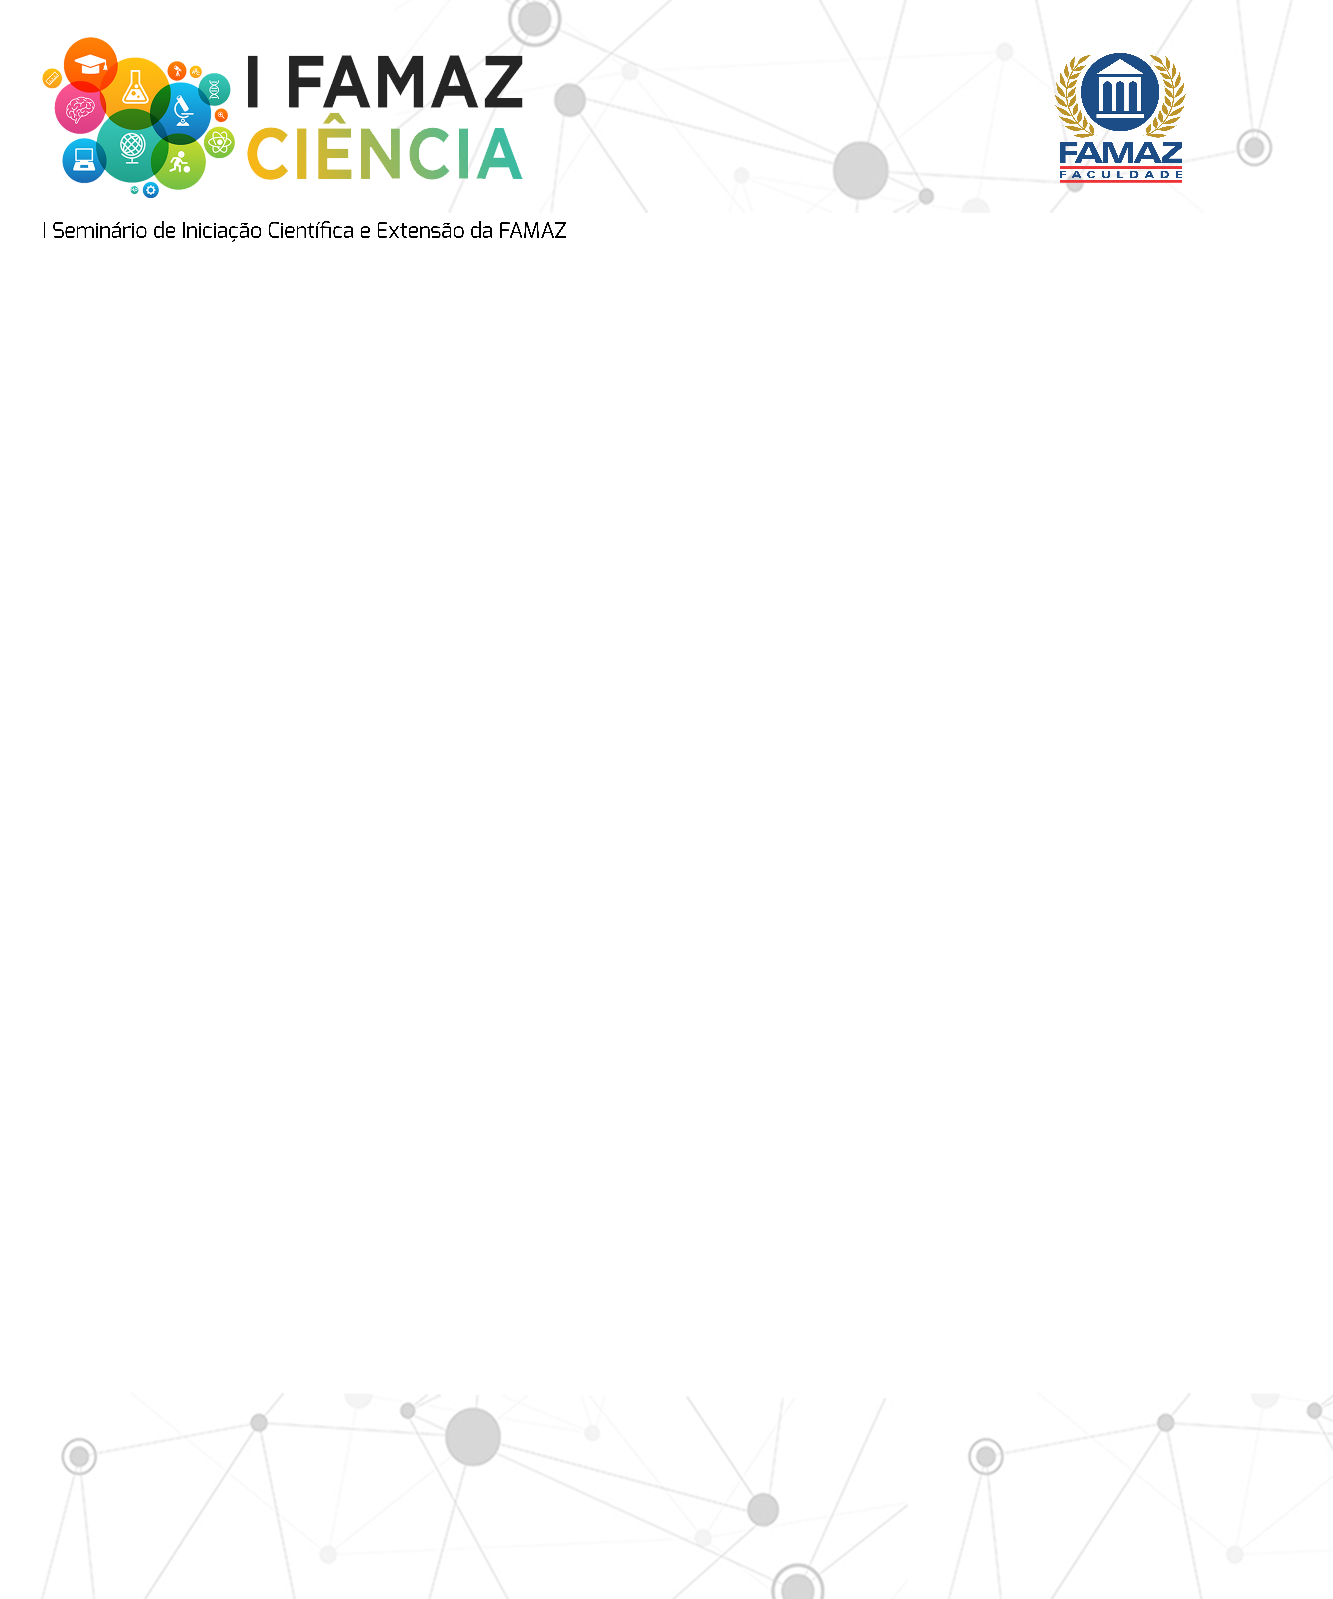 I FAMAZ
CIÊNCIA
FAMAZ
FACULDADE
I Seminário de Iniciação Científica e Extensão da FAMAZ